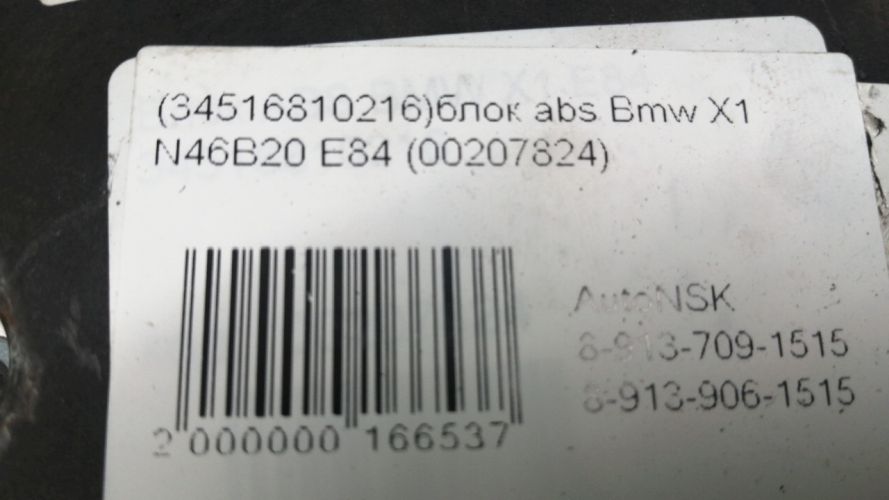 (34516810216)блок abs Bmw X1
N46B20 E84 (00207824)
AutoNSK
8-913-709-1515
8-913-906-1515
2 000000 166537